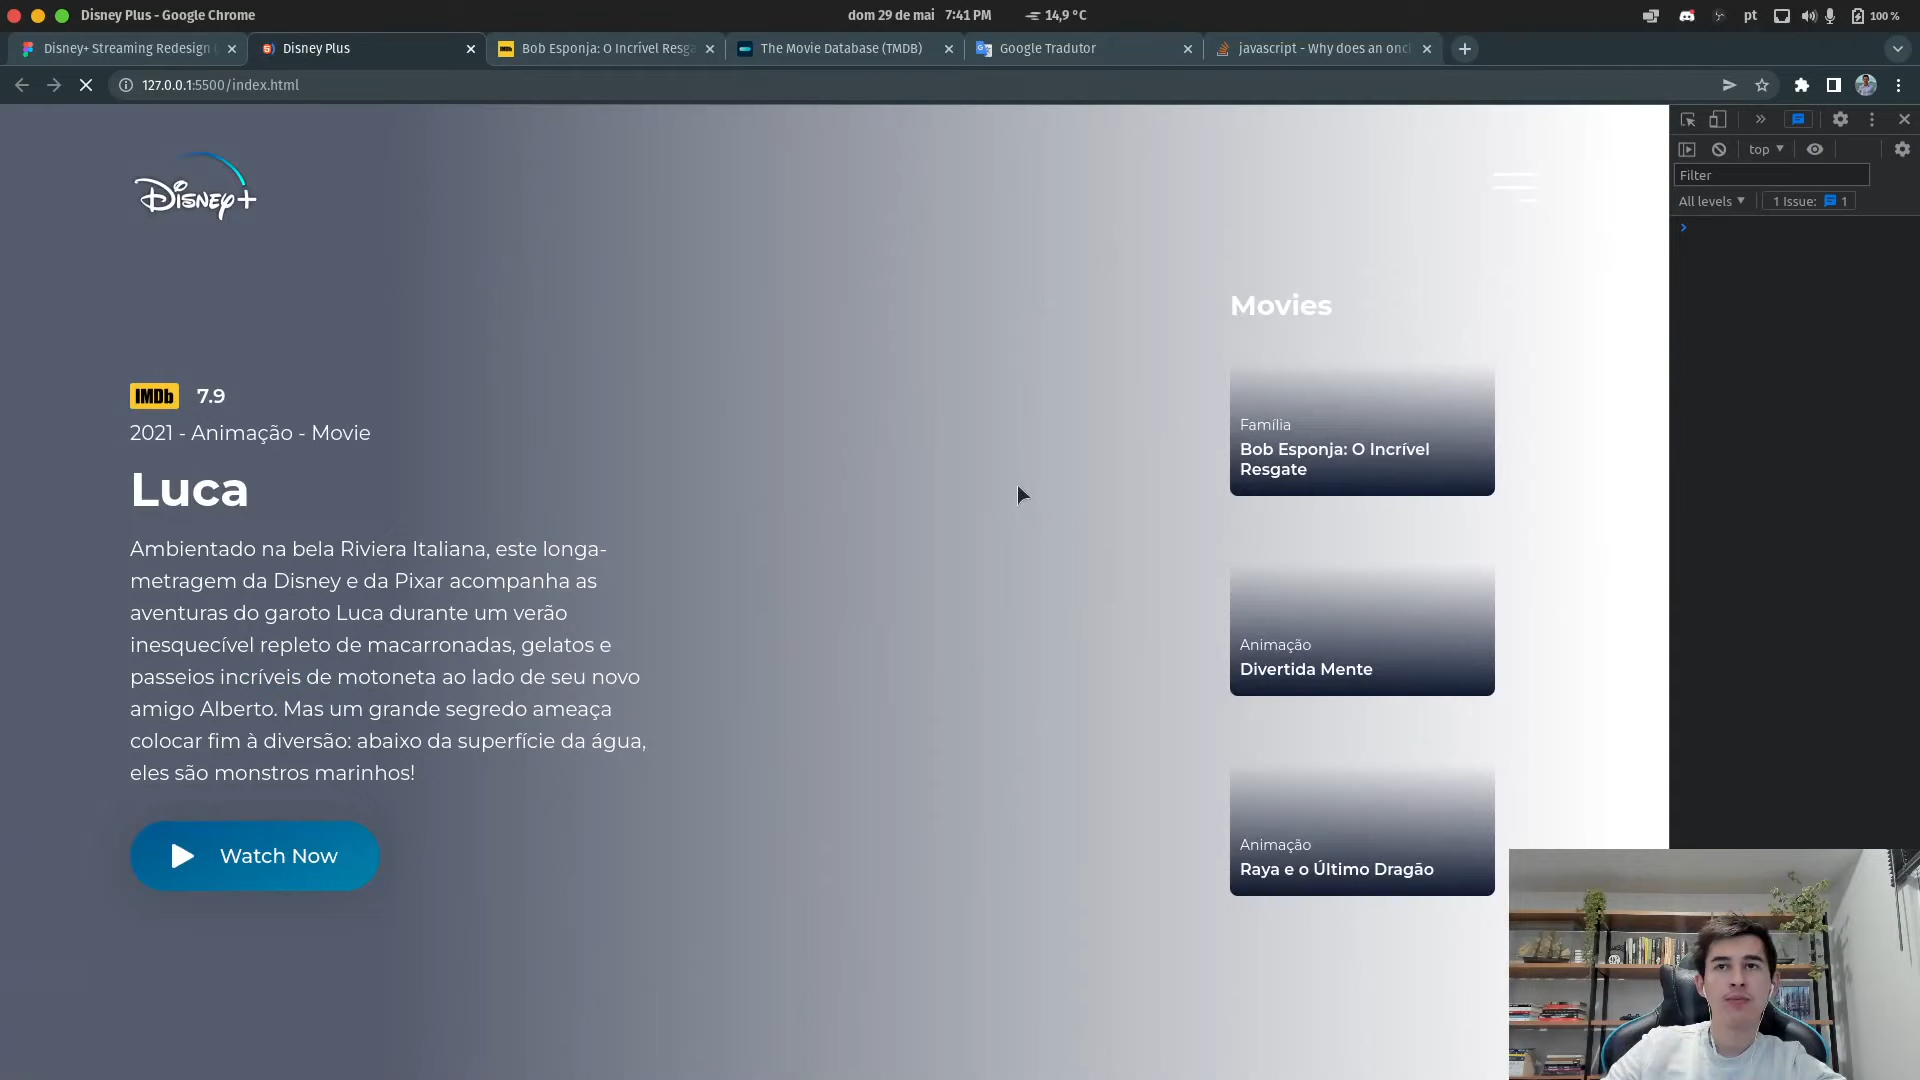 Disney Plus - Google Chrome
dom 29 de mai 7:41 PM
14,9 °C
pt
100 %
Disney+ Streaming Redesign (
Disney Plus
Bob Esponja: O Incrível Resga
The Movie Database (TMDB)
Google Tradutor
javascript - Why does an oncl
127.0.0.1:5500/index.html
Disney+
top
Filter
All levels
1 Issue: 1
Movies
IMDb 7.9
2021 - Animação - Movie
Luca
Ambientado na bela Riviera Italiana, este longa-
metragem da Disney e da Pixar acompanha as
aventuras do garoto Luca durante um verão
inesquecível repleto de macarronadas, gelatos e
passeios incríveis de motoneta ao lado de seu novo
amigo Alberto. Mas um grande segredo ameaça
colocar fim à diversão: abaixo da superfície da água,
eles são monstros marinhos!
Watch Now
Família
Bob Esponja: O Incrível
Resgate
Animação
Divertida Mente
Animação
Raya e o Último Dragão